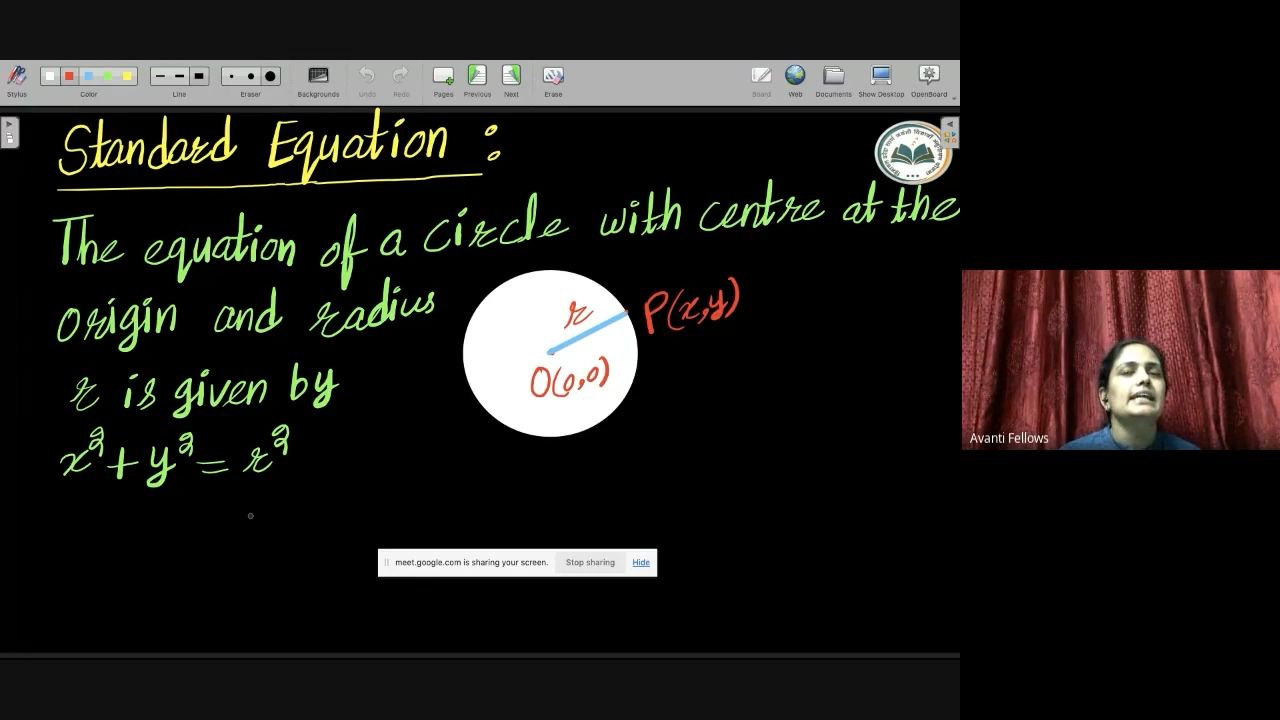 Stylus Color Line Eraser Backgrounds Undo Redo Pages Previous Next Erase Board Web Documents Show Desktop OpenBoard
Standard Equation :
The equation of a circle with centre at the
origin and radius
r is given by
x² + y² = r²
r
P(x,y)
O(0,0)
Avanti Fellows
meet.google.com is sharing your screen. Stop sharing Hide